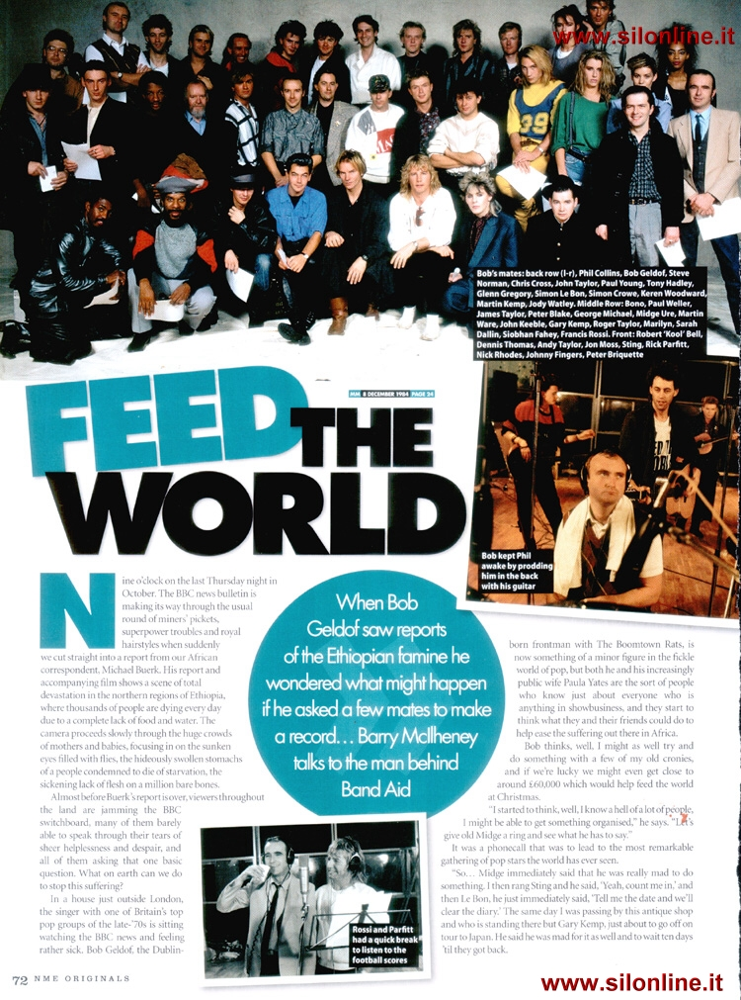 www.silonline.it
Bob's mates: back row (l-r), Phil Collins, Bob Geldof, Steve
Norman, Chris Cross, John Taylor, Paul Young, Tony Hadley,
Glenn Gregory, Simon Le Bon, Simon Crowe, Keren Woodward,
Martin Kemp, Jody Watley. Middle Row: Bono, Paul Weller,
James Taylor, Peter Blake, George Michael, Midge Ure, Martin
Ware, John Keeble, Gary Kemp, Roger Taylor, Marilyn, Sarah
Dallin, Siobhan Fahey, Francis Rossi. Front: Robert 'Kool' Bell,
Dennis Thomas, Andy Taylor, Jon Moss, Sting, Rick Parfitt,
Nick Rhodes, Johnny Fingers, Peter Briquette
MM 8 DECEMBER 1984 PAGE 24
FEED THE
WORLD
Bob kept Phil
awake by prodding
him in the back
with his guitar
Nine o'clock on the last Thursday night in
October. The BBC news bulletin is
making its way through the usual
round of miners' pickets,
superpower troubles and royal
hairstyles when suddenly
we cut straight into a report from our African
correspondent, Michael Buerk. His report and
accompanying film shows a scene of total
devastation in the northern regions of Ethiopia,
where thousands of people are dying every day
due to a complete lack of food and water. The
camera proceeds slowly through the huge crowds
of mothers and babies, focusing in on the sunken
eyes filled with flies, the hideously swollen stomachs
of a people condemned to die of starvation, the
sickening lack of flesh on a million bare bones.
Almost before Buerk's report is over, viewers throughout
the land are jamming the BBC
switchboard, many of them barely
able to speak through their tears of
sheer helplessness and despair, and
all of them asking that one basic
question. What on earth can we do
to stop this suffering?
In a house just outside London,
the singer with one of Britain's top
pop groups of the late-'70s is sitting
watching the BBC news and feeling
rather sick. Bob Geldof, the Dublin-
When Bob
Geldof saw reports
of the Ethiopian famine he
wondered what might happen
if he asked a few mates to make
a record... Barry McIlheney
talks to the man behind
Band Aid
Rossi and Parfitt
had a quick break
to listen to the
football scores
born frontman with The Boomtown Rats, is
now something of a minor figure in the fickle
world of pop, but both he and his increasingly
public wife Paula Yates are the sort of people
who know just about everyone who is
anything in showbusiness, and they start to
think what they and their friends could do to
help ease the suffering out there in Africa.
Bob thinks, well, I might as well try and
do something with a few of my old cronies,
and if we're lucky we might even get close to
around £60,000 which would help feed the world
at Christmas.
"I started to think, well, I know a hell of a lot of people,
I might be able to get something organised," he says. "Let's
give old Midge a ring and see what he has to say."
It was a phonecall that was to lead to the most remarkable
gathering of pop stars the world has ever seen.
"So... Midge immediately said that he was really mad to do
something. I then rang Sting and he said, 'Yeah, count me in,' and
then Le Bon, he just immediately said, 'Tell me the date and we'll
clear the diary.' The same day I was passing by this antique shop
and who is standing there but Gary Kemp, just about to go off on
tour to Japan. He said he was mad for it as well and to wait ten days
'til they got back.
72 NME ORIGINALS
www.silonline.it